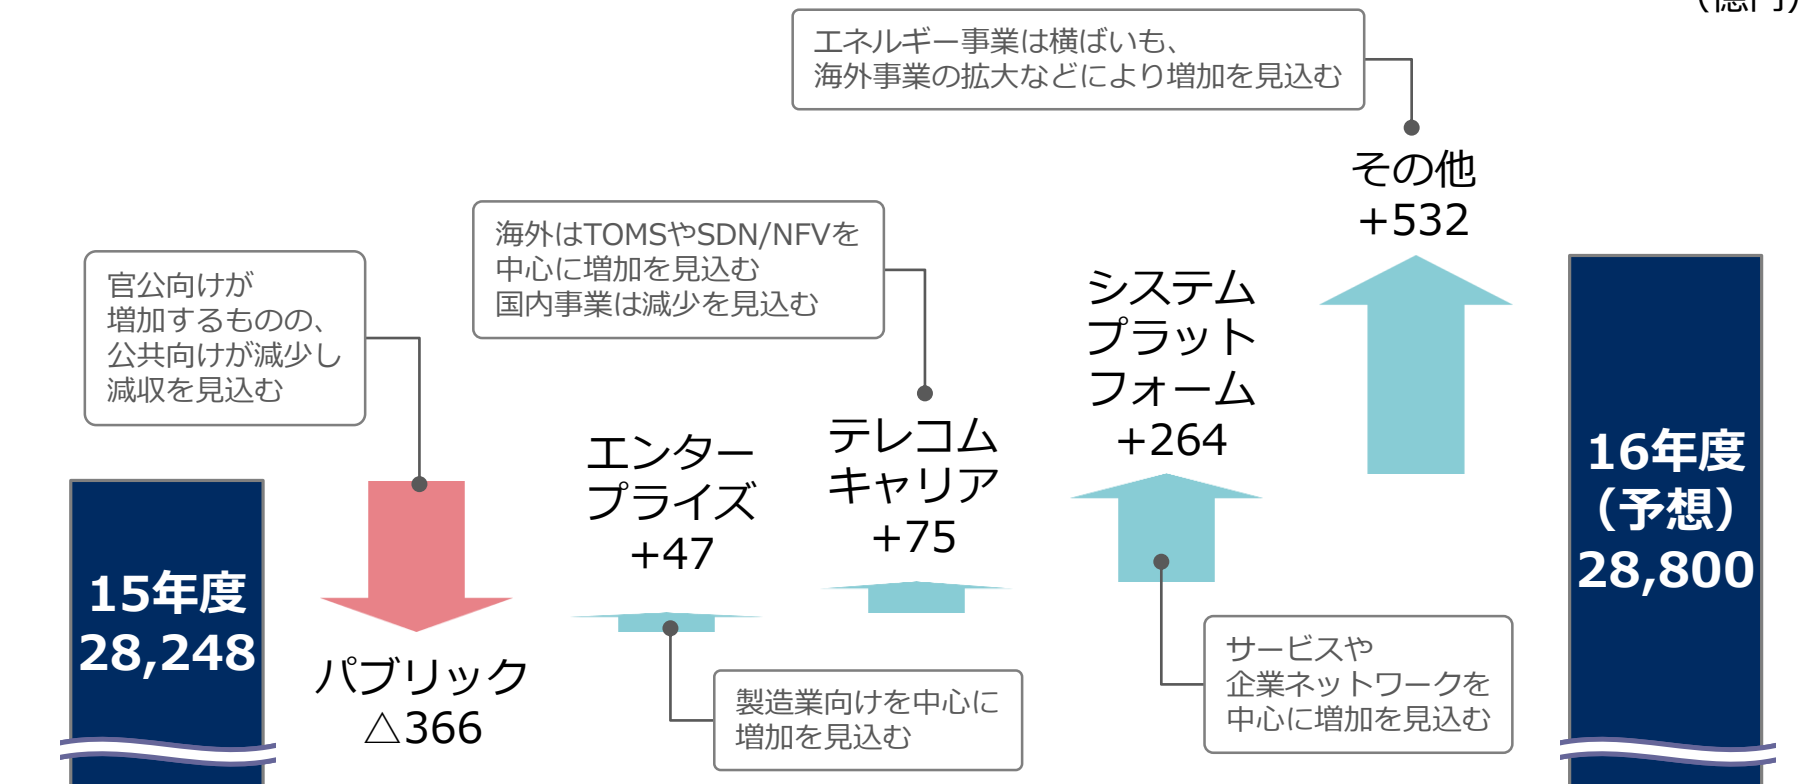 (億円)
エネルギー事業は横ばいも、
海外事業の拡大などにより増加を見込む
その他
+532
海外はTOMSやSDN/NFVを
中心に増加を見込む
国内事業は減少を見込む
官公向けが
増加するものの、
公共向けが減少し
減収を見込む
システム
プラット
フォーム
+264
テレコム
キャリア
+75
エンター
プライズ
+47
16年度
(予想)
28,800
15年度
28,248
パブリック
△366
製造業向けを中心に
増加を見込む
サービスや
企業ネットワークを
中心に増加を見込む